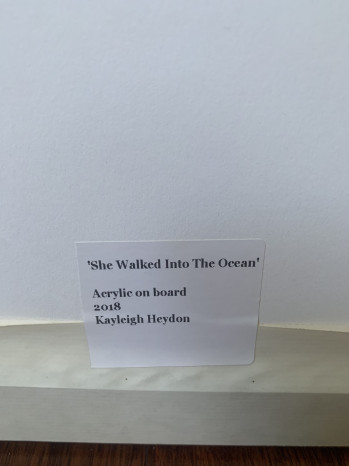 'She Walked Into The Ocean'
Acrylic on board
2018
Kayleigh Heydon